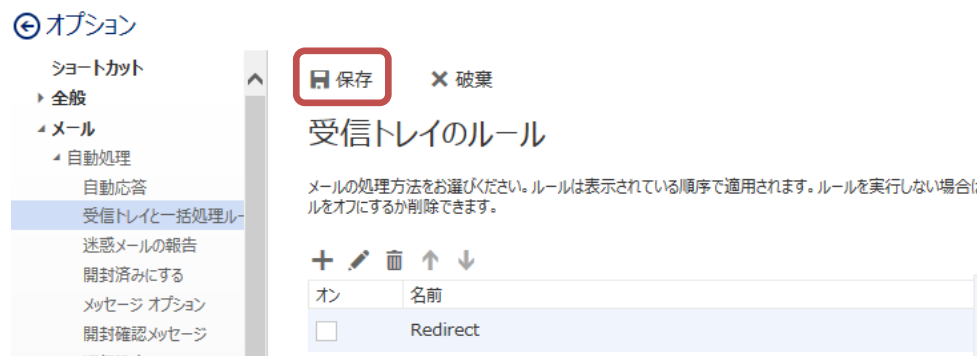 オプション
ショートカット
全般
メール
自動処理
自動応答
受信トレイと一括処理ルー
迷惑メールの報告
開封済みにする
メッセージ オプション
開封確認メッセージ
保存 破棄
受信トレイのルール
メールの処理方法をお選びください。ルールは表示されている順序で適用されます。ルールを実行しない場合は
ルをオフにするか削除できます。
オン 名前
Redirect